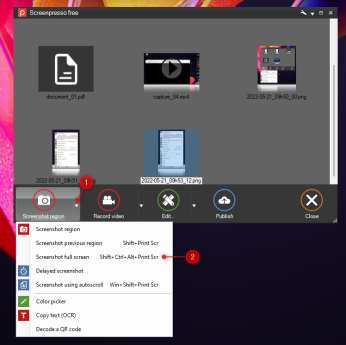 Screenpresso free
document_01.pdf
capture_04.mp4
2022-05-21_09h53_00.png
2022-05-21_09h53_12.png
1
Screenshot region
Record video
Edit...
Publish
Close
Screenshot region
Screenshot previous region Shift+Print Scr
Screenshot full screen Shift+Ctrl+Alt+Print Scr
2
Delayed screenshot
Screenshot using autoscroll Win+Shift+Print Scr
Color picker
Copy text (OCR)
Decode a QR code